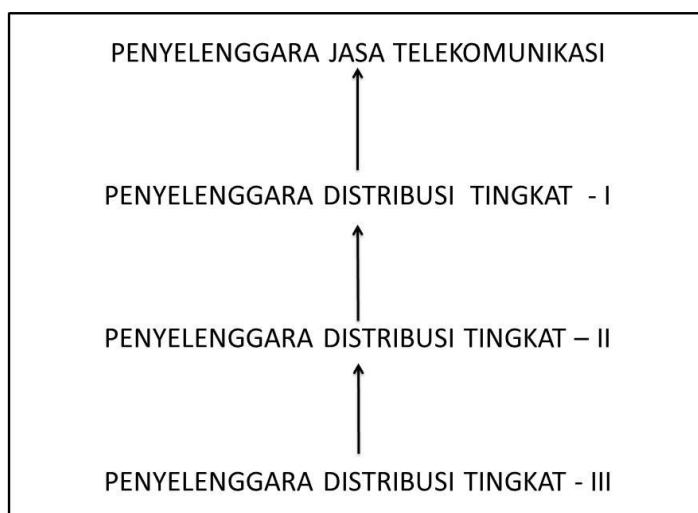 PENYELENGGARA JASA TELEKOMUNIKASI
PENYELENGGARA DISTRIBUSI TINGKAT - I
PENYELENGGARA DISTRIBUSI TINGKAT – II
PENYELENGGARA DISTRIBUSI TINGKAT - III